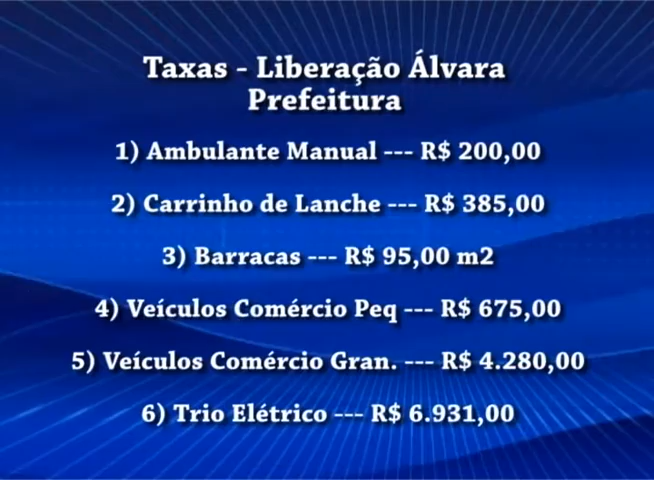 Taxas - Liberação Álvara
Prefeitura
1) Ambulante Manual --- R$ 200,00
2) Carrinho de Lanche --- R$ 385,00
3) Barracas --- R$ 95,00 m2
4) Veículos Comércio Peq --- R$ 675,00
5) Veículos Comércio Gran. --- R$ 4.280,00
6) Trio Elétrico --- R$ 6.931,00